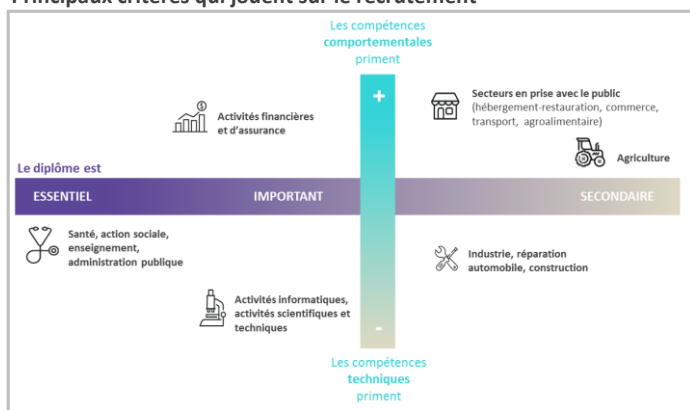 Principaux critères qui jouent sur le recrutement
Les compétences
comportementales
priment
+
Secteurs en prise avec le public
(hébergement-restauration, commerce,
transport, agroalimentaire)
Activités financières
et d'assurance
Agriculture
Le diplôme est
ESSENTIEL
IMPORTANT
SECONDAIRE
Santé, action sociale,
enseignement,
administration publique
Industrie, réparation
automobile, construction
Activités informatiques,
activités scientifiques et
techniques
-
Les compétences
techniques
priment